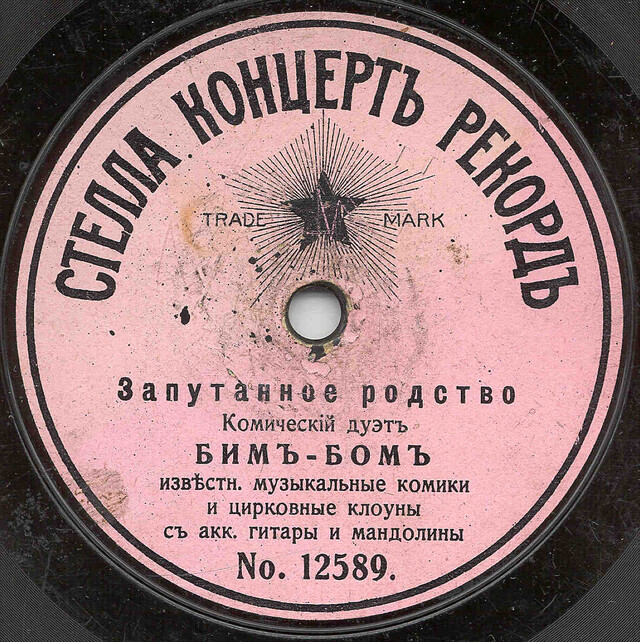 СТЕЛЛА КОНЦЕРТЪ РЕКОРДЪ
TRADE MARK
M
Запутанное родство
Комическій дуэтъ
БИМЪ-БОМЪ
извѣстн. музыкальные комики
и цирковные клоуны
съ акк. гитары и мандолины
No. 12589.